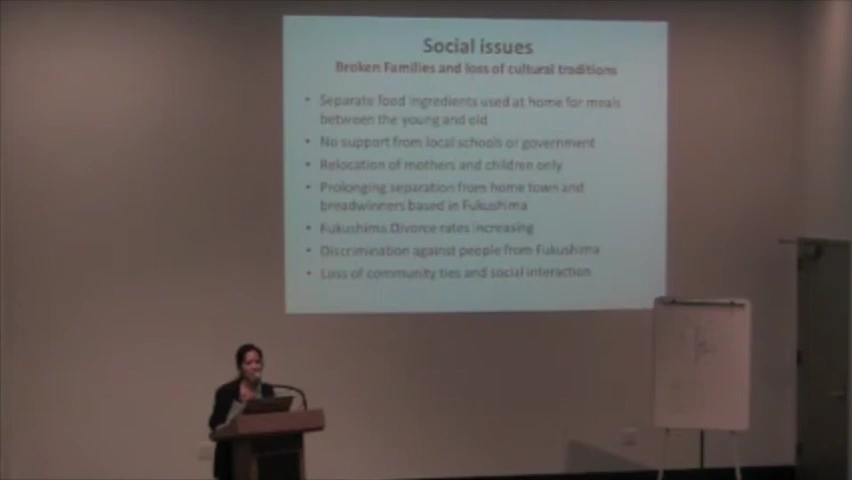 Social issues
Broken Families and loss of cultural traditions
• Separate food ingredients used at home for meals
between the young and old
• No support from local schools or government
• Relocation of mothers and children only
• Prolonging separation from home town and
breadwinners based in Fukushima
• Fukushima Divorce rates increasing
• Discrimination against people from Fukushima
• Loss of community ties and social interaction